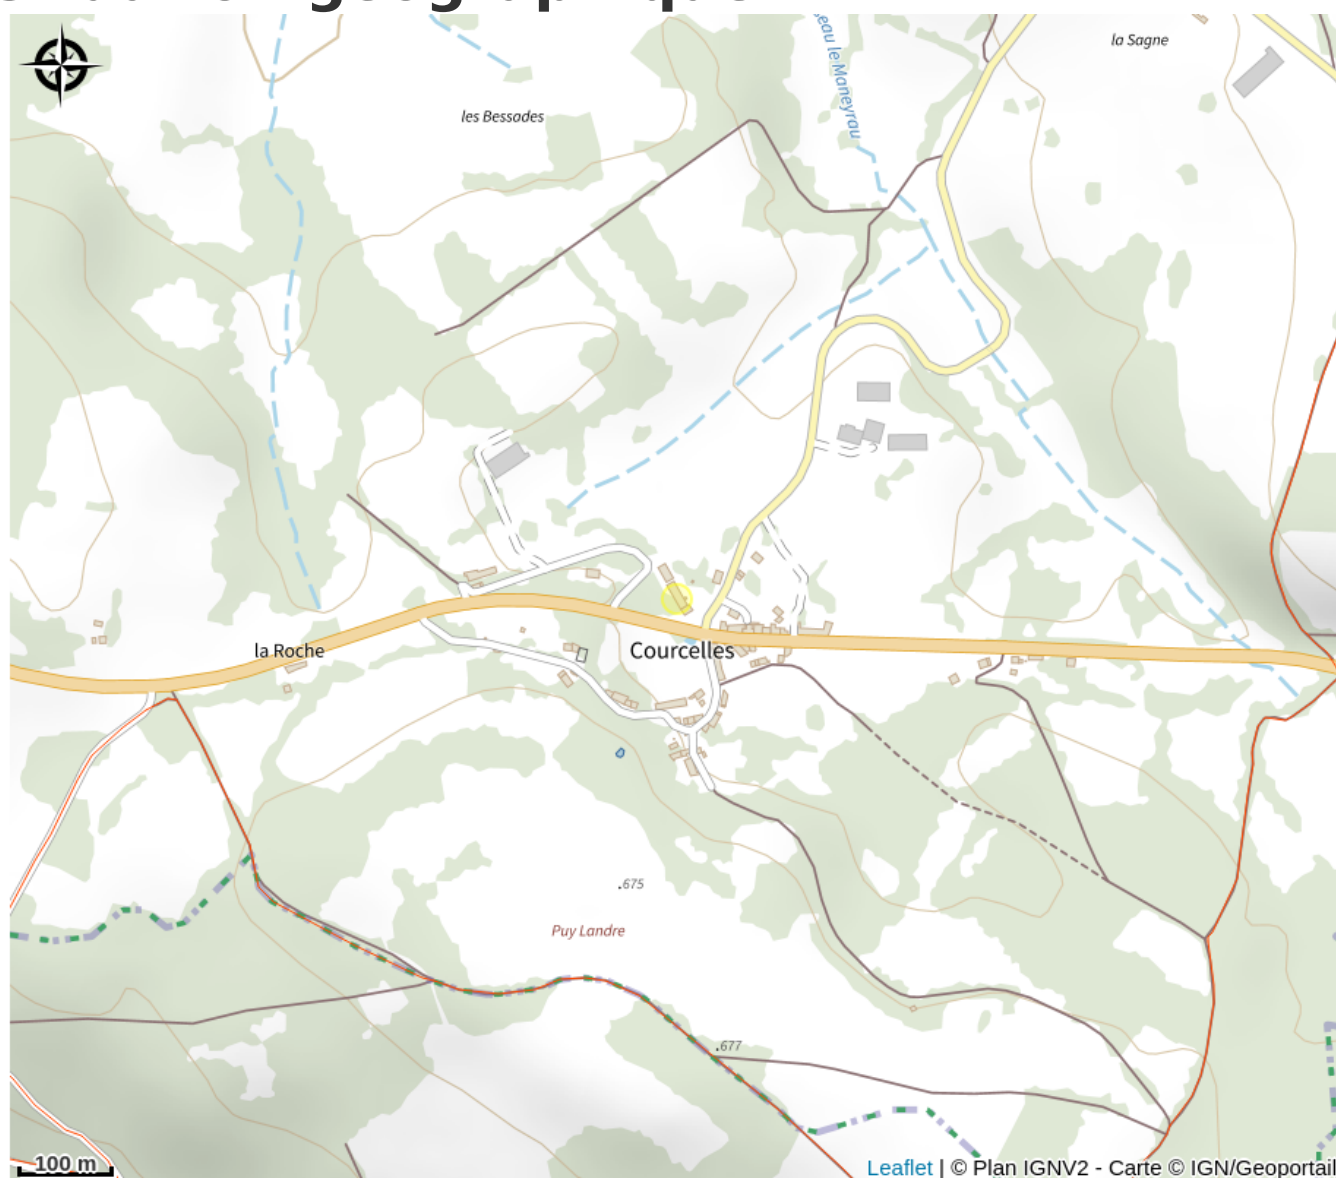 la Sagne
les Bessades
le Maneyrau
la Roche
Courcelles
.675
Puy Landre
.677
100 m
Leaflet | © Plan IGNV2 - Carte © IGN/Geoportail